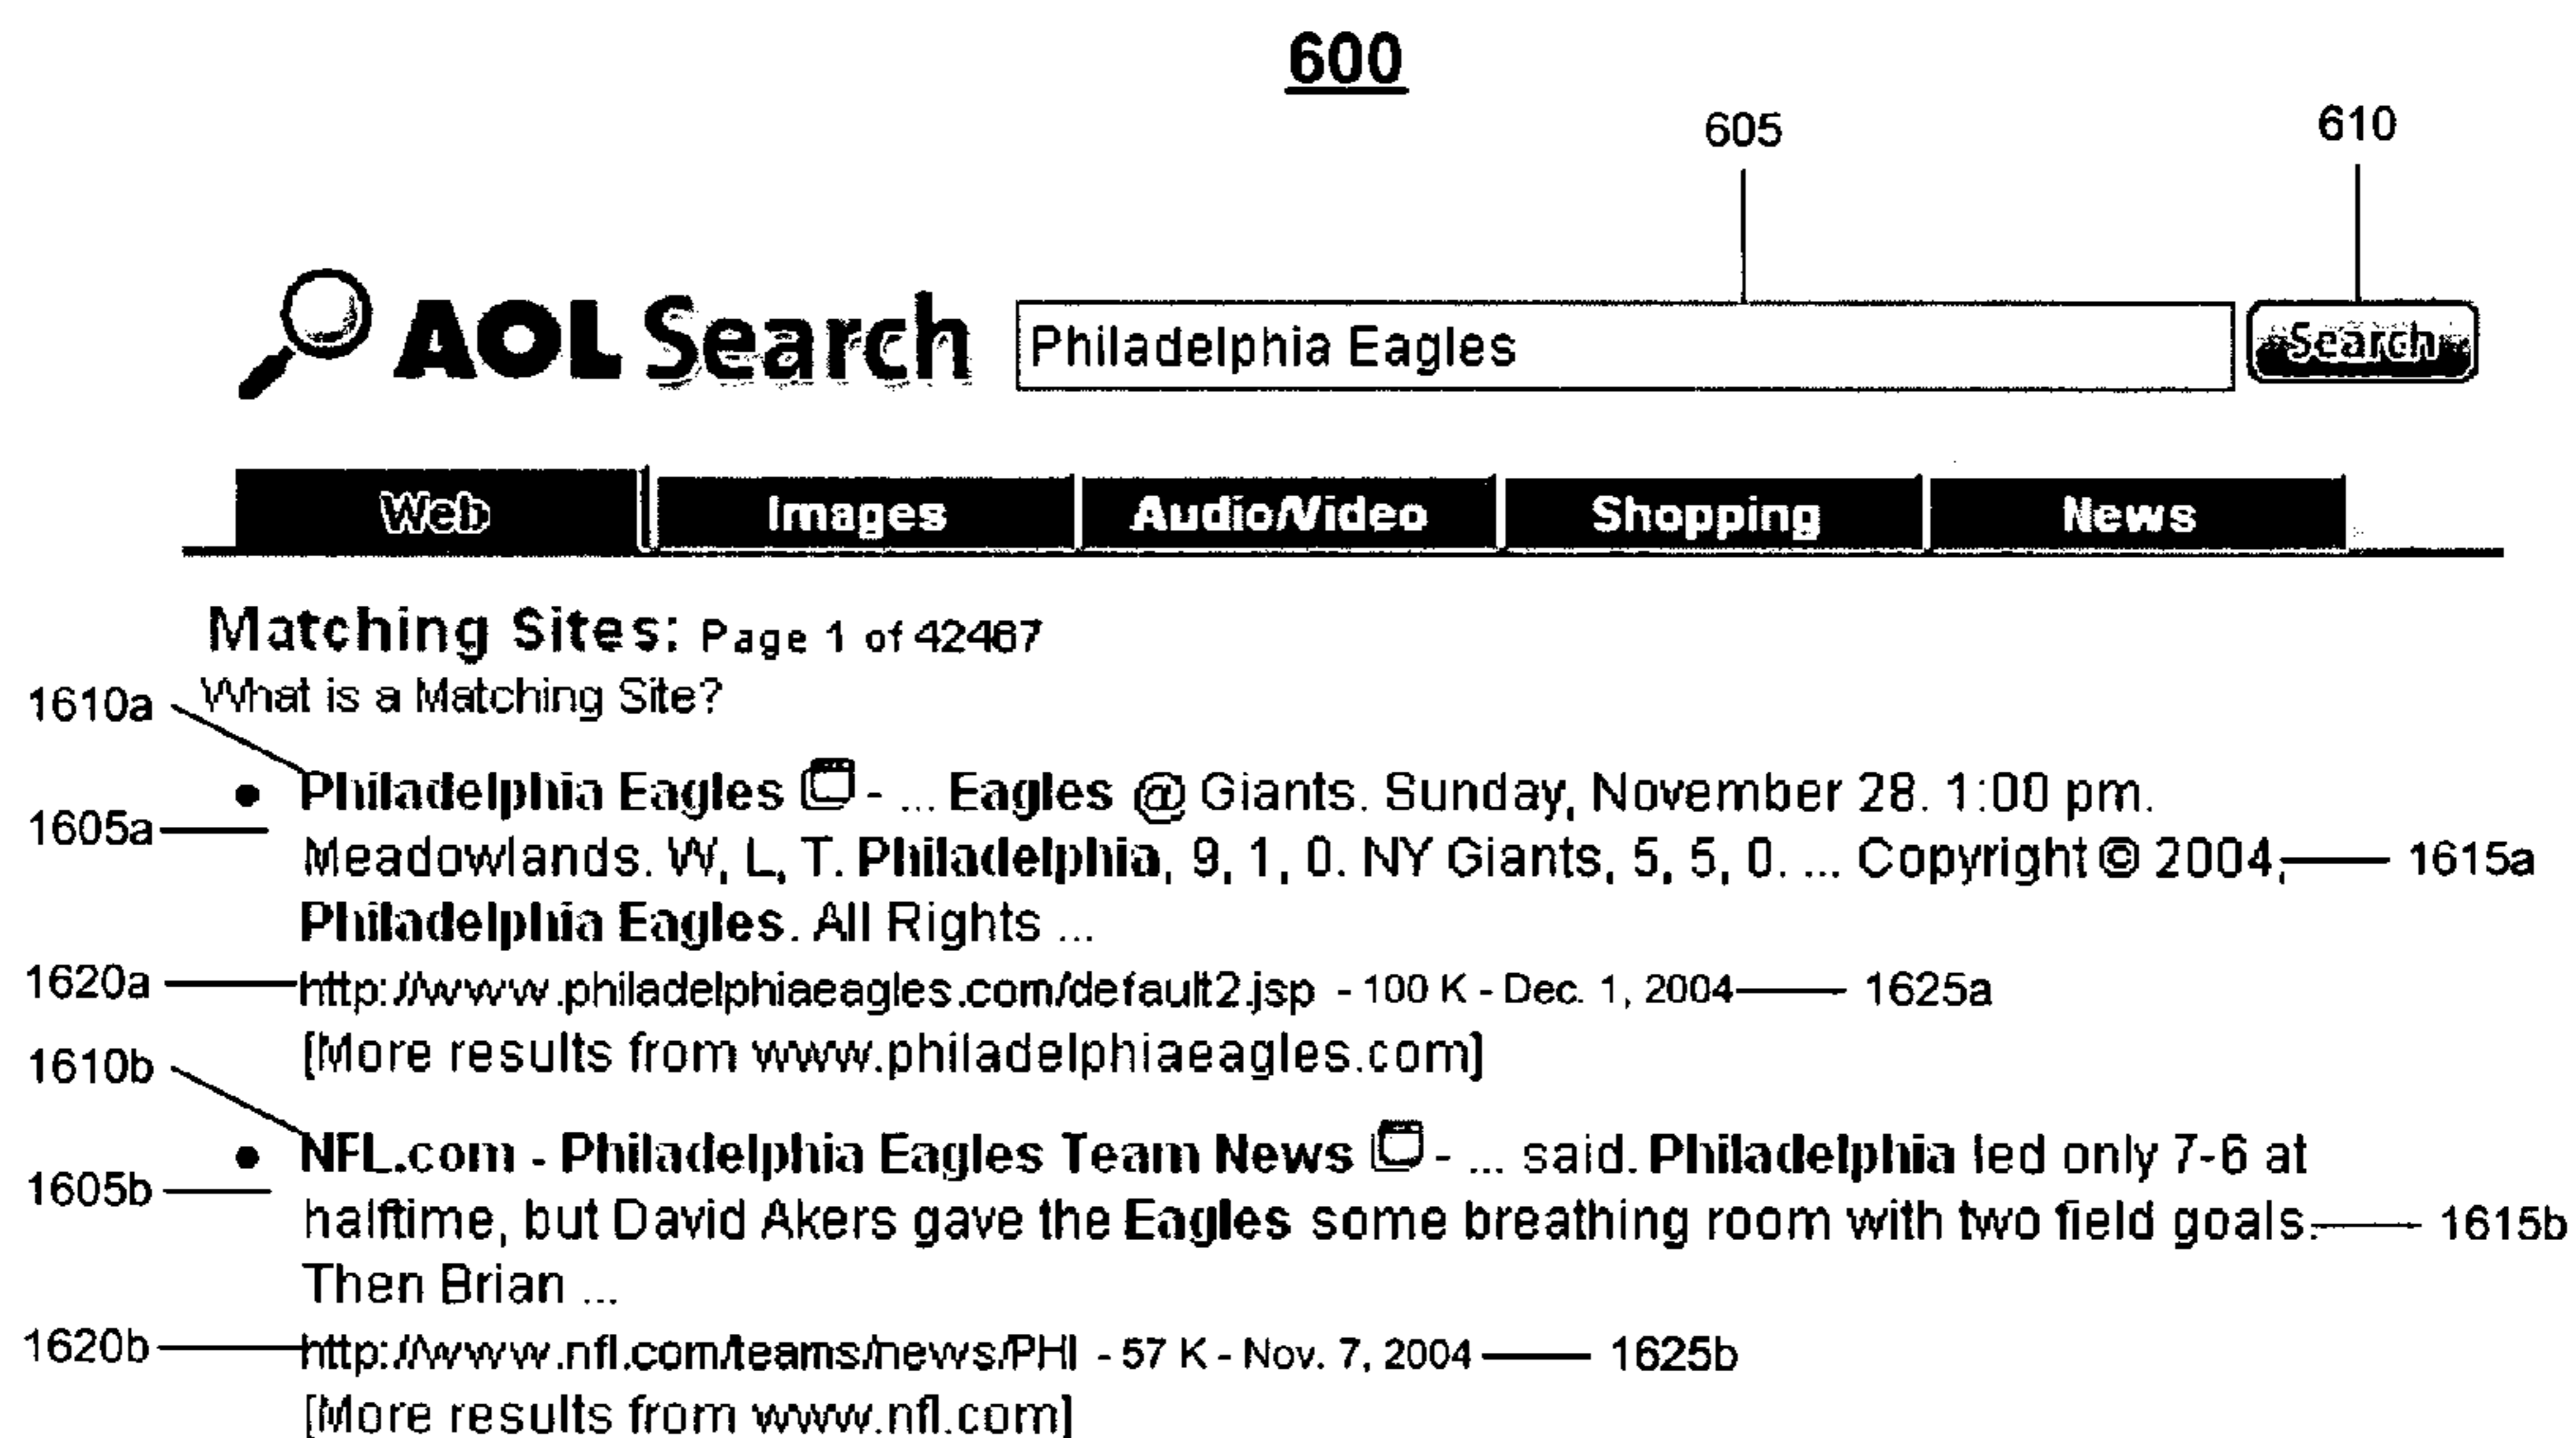 600
605
610
AOL Search
Philadelphia Eagles
Search
Web Images Audio/Video Shopping News
Matching Sites: Page 1 of 42467
1610a What is a Matching Site?
• Philadelphia Eagles - ... Eagles @ Giants. Sunday, November 28. 1:00 pm.
1605a Meadowlands. W, L, T. Philadelphia, 9, 1, 0. NY Giants, 5, 5, 0. ... Copyright © 2004, 1615a
Philadelphia Eagles. All Rights ...
1620a http://www.philadelphiaeagles.com/default2.jsp - 100 K - Dec. 1, 2004 1625a
[More results from www.philadelphiaeagles.com]
1610b
• NFL.com - Philadelphia Eagles Team News - ... said. Philadelphia led only 7-6 at
1605b halftime, but David Akers gave the Eagles some breathing room with two field goals. 1615b
Then Brian ...
1620b http://www.nfl.com/teams/news/PHI - 57 K - Nov. 7, 2004 1625b
[More results from www.nfl.com]